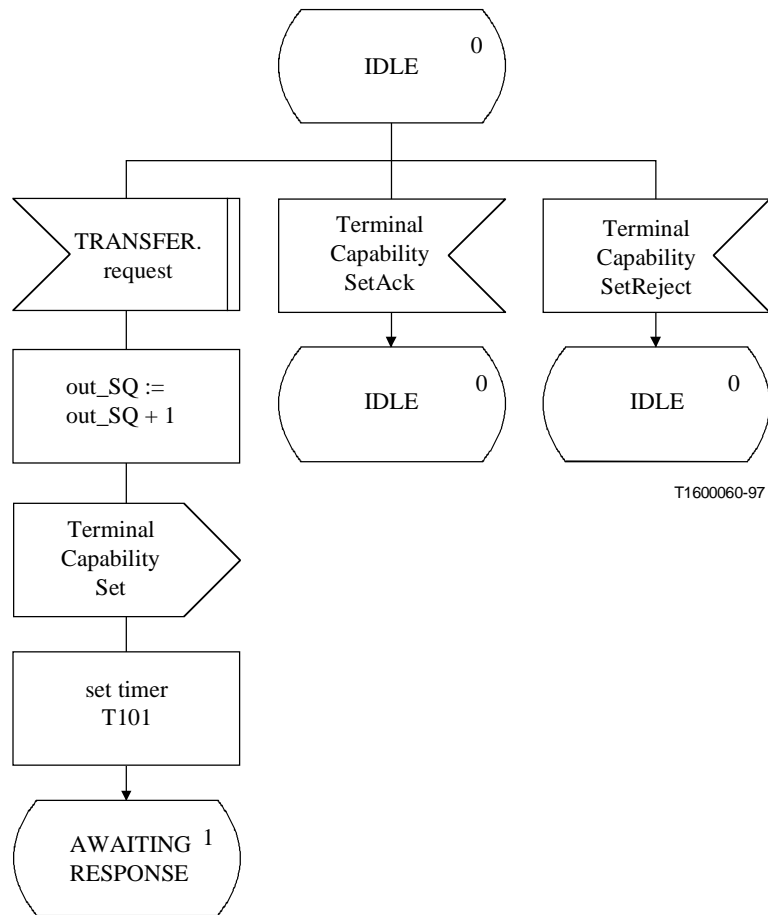 IDLE
0
TRANSFER.
request
Terminal
Capability
SetAck
Terminal
Capability
SetReject
out_SQ :=
out_SQ + 1
IDLE
0
IDLE
0
T1600060-97
Terminal
Capability
Set
set timer
T101
AWAITING 1
RESPONSE